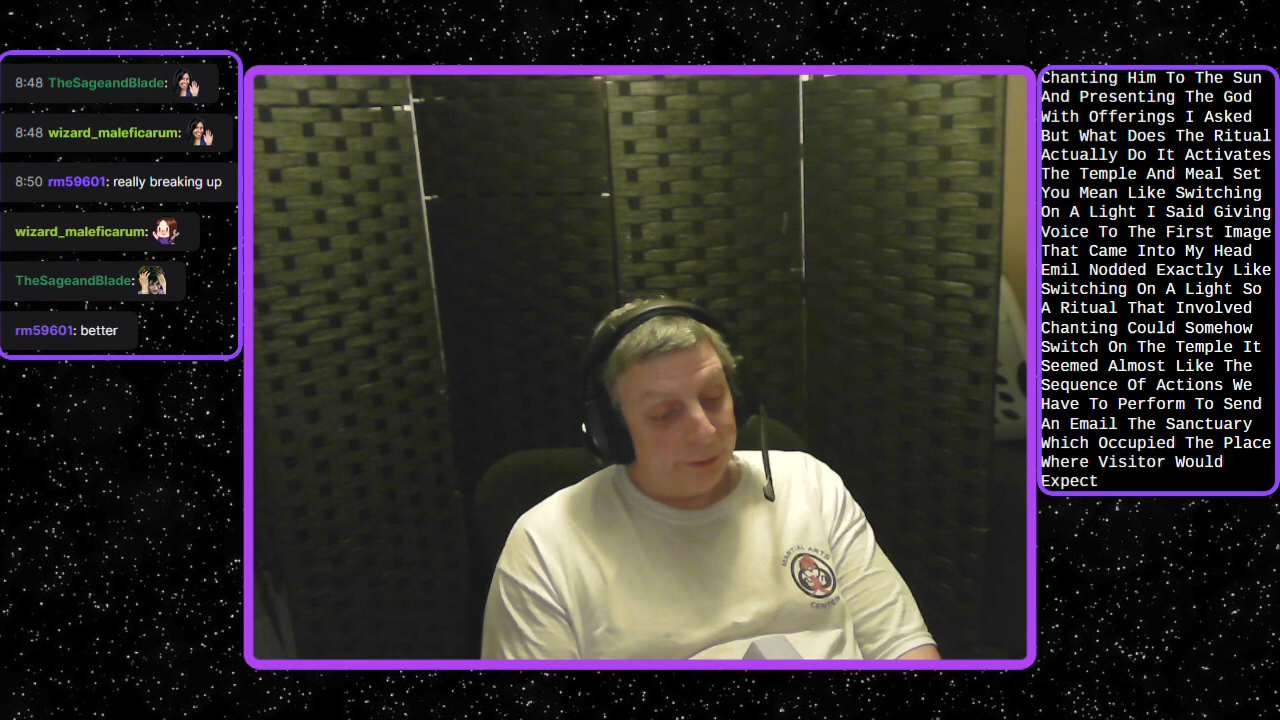 8:48 TheSageandBlade:
8:48 wizard_maleficarum:
8:50 rm59601: really breaking up
wizard_maleficarum:
TheSageandBlade:
rm59601: better
MARTIAL ARTS
CENTER
Chanting Him To The Sun
And Presenting The God
With Offerings I Asked
But What Does The Ritual
Actually Do It Activates
The Temple And Meal Set
You Mean Like Switching
On A Light I Said Giving
Voice To The First Image
That Came Into My Head
Emil Nodded Exactly Like
Switching On A Light So
A Ritual That Involved
Chanting Could Somehow
Switch On The Temple It
Seemed Almost Like The
Sequence Of Actions We
Have To Perform To Send
An Email The Sanctuary
Which Occupied The Place
Where Visitor Would
Expect